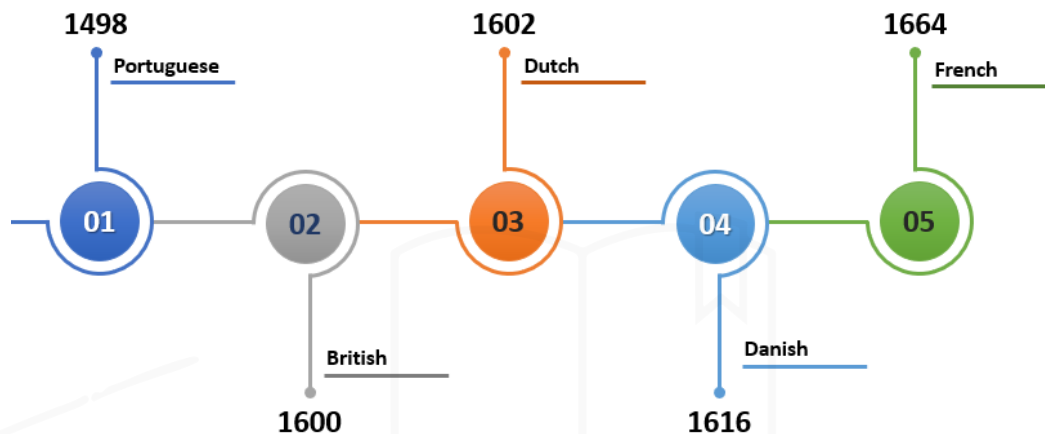 1498
Portuguese
1602
Dutch
1664
French
01
02
03
04
05
British
1600
Danish
1616